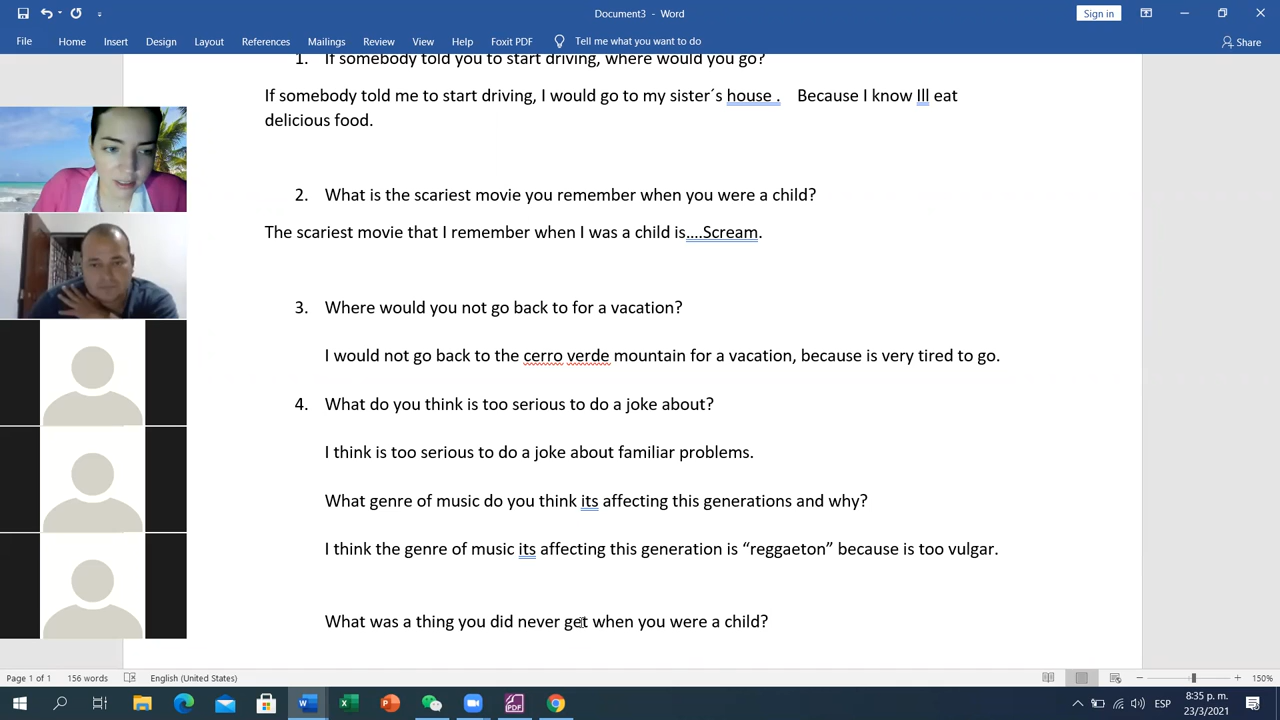 Document3 - Word
Sign in
File Home Insert Design Layout References Mailings Review View Help Foxit PDF Tell me what you want to do Share
1. If somebody told you to start driving, where would you go?
If somebody told me to start driving, I would go to my sister´s house . Because I know Ill eat
delicious food.
2. What is the scariest movie you remember when you were a child?
The scariest movie that I remember when I was a child is....Scream.
3. Where would you not go back to for a vacation?
I would not go back to the cerro verde mountain for a vacation, because is very tired to go.
4. What do you think is too serious to do a joke about?
I think is too serious to do a joke about familiar problems.
What genre of music do you think its affecting this generations and why?
I think the genre of music its affecting this generation is “reggaeton” because is too vulgar.
What was a thing you did never get when you were a child?
Page 1 of 1 156 words English (United States) 150%
8:35 p. m.
ESP
23/3/2021